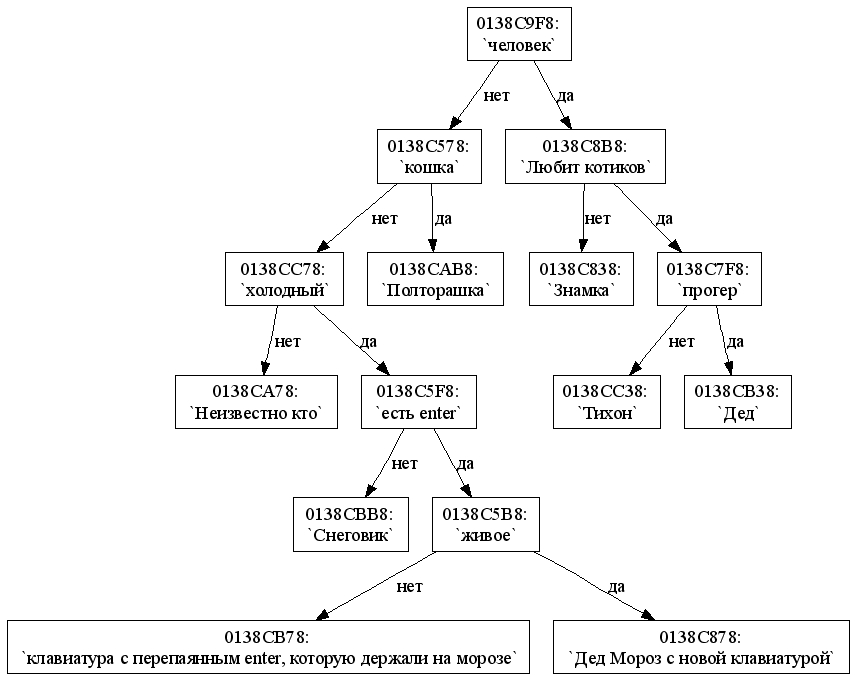 0138C9F8:
`человек`
нет
да
0138C578:
`кошка`
0138C8B8:
`Любит котиков`
нет
да
нет
да
0138CC78:
`холодный`
0138CAB8:
`Полторашка`
0138C838:
`Знамка`
0138C7F8:
`прогер`
нет
да
нет
да
0138CA78:
`Неизвестно кто`
0138C5F8:
`есть enter`
0138CC38:
`Тихон`
0138CB38:
`Дед`
нет
да
0138CBB8:
`Снеговик`
0138C5B8:
`живое`
нет
да
0138CB78:
`клавиатура с перепаянным enter, которую держали на морозе`
0138C878:
`Дед Мороз с новой клавиатурой`